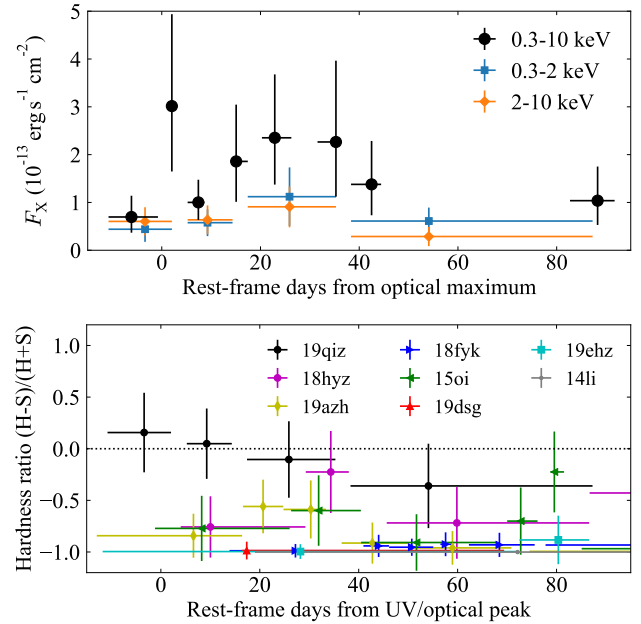 5
4
3
2
1
0
F_X (10^-13 erg s^-1 cm^-2)
0.3-10 keV
0.3-2 keV
2-10 keV
0 20 40 60 80
Rest-frame days from optical maximum
1.0
0.5
0.0
−0.5
−1.0
Hardness ratio (H-S)/(H+S)
19qiz 18fyk 19ehz
18hyz 15oi 14li
19azh 19dsg
0 20 40 60 80
Rest-frame days from UV/optical peak